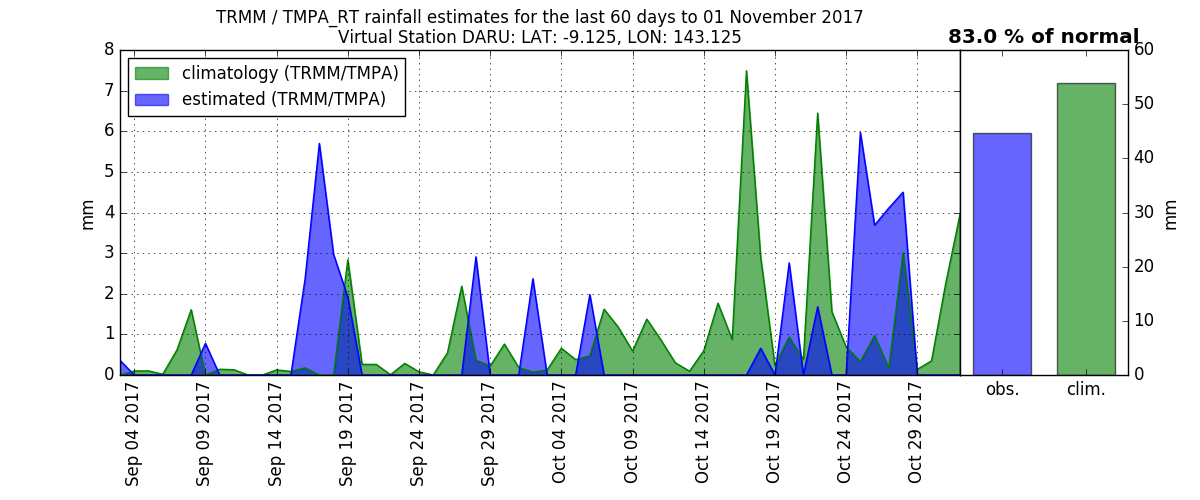 TRMM / TMPA_RT rainfall estimates for the last 60 days to 01 November 2017
Virtual Station DARU: LAT: -9.125, LON: 143.125
83.0 % of normal
climatology (TRMM/TMPA)
estimated (TRMM/TMPA)
8
7
6
5
4
3
2
1
0
mm
Sep 04 2017
Sep 09 2017
Sep 14 2017
Sep 19 2017
Sep 24 2017
Sep 29 2017
Oct 04 2017
Oct 09 2017
Oct 14 2017
Oct 19 2017
Oct 24 2017
Oct 29 2017
60
50
40
30
20
10
0
mm
obs.
clim.